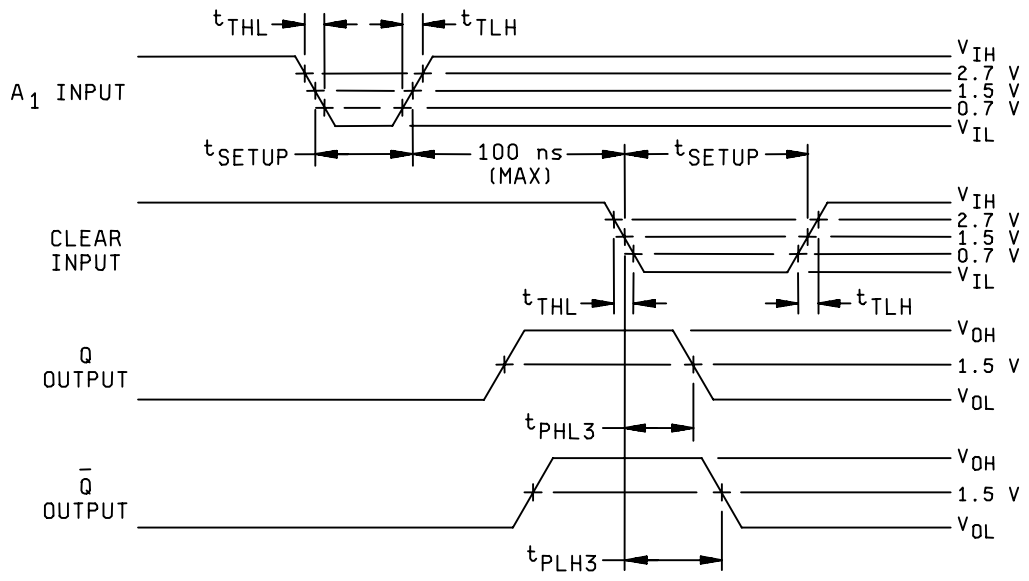 tTHL tTLH
A1 INPUT
VIH
2.7 V
1.5 V
0.7 V
VIL
tSETUP 100 ns (MAX) tSETUP
CLEAR
INPUT
VIH
2.7 V
1.5 V
0.7 V
VIL
tTHL tTLH
Q
OUTPUT
VOH
1.5 V
VOL
tPHL3
Q̅
OUTPUT
VOH
1.5 V
VOL
tPLH3